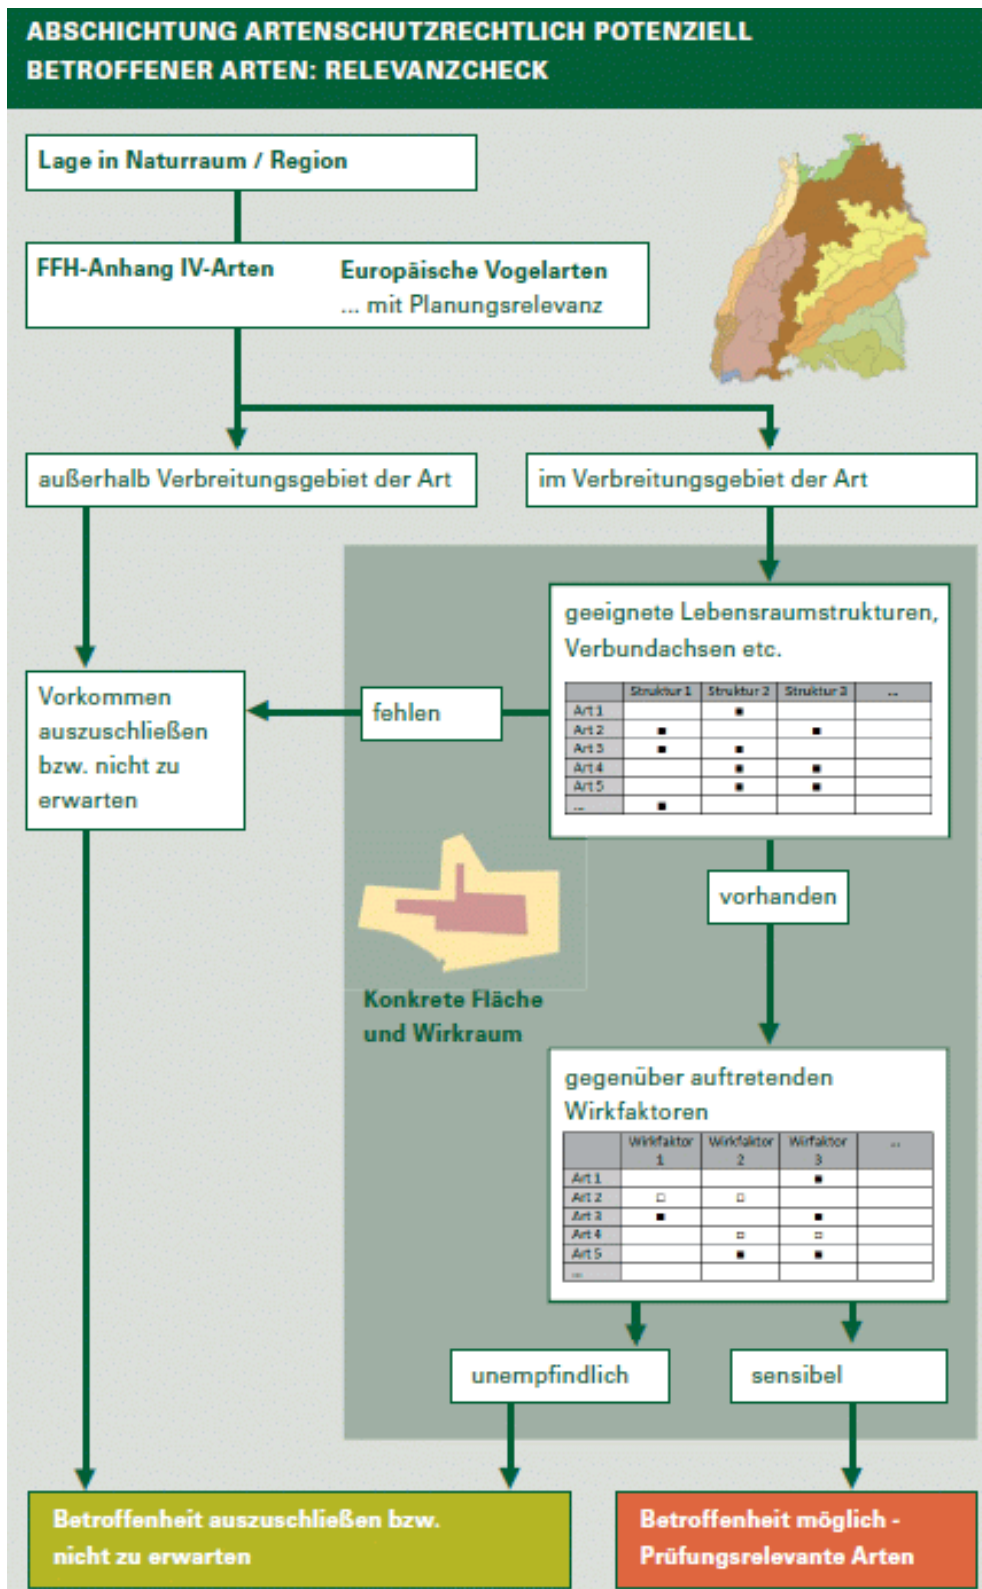 ABSCHICHTUNG ARTENSCHUTZRECHTLICH POTENZIELL
BETROFFENER ARTEN: RELEVANZCHECK
Lage in Naturraum / Region
FFH-Anhang IV-Arten
Europäische Vogelarten
... mit Planungsrelevanz
außerhalb Verbreitungsgebiet der Art
im Verbreitungsgebiet der Art
geeignete Lebensraumstrukturen,
Verbundachsen etc.
Struktur 1 Struktur 2 Struktur 3 ...
Art 1 ■
Art 2 ■ ■
Art 3 ■ ■
Art 4 ■ ■
Art 5 ■ ■
... ■
fehlen
Vorkommen
auszuschließen
bzw. nicht zu
erwarten
vorhanden
Konkrete Fläche
und Wirkraum
gegenüber auftretenden
Wirkfaktoren
Wirkfaktor Wirkfaktor Wirfaktor ...
1 2 3
Art 1 ■
Art 2 □ □
Art 3 ■ ■
Art 4 □ □
Art 5 ■ ■
...
unempfindlich
sensibel
Betroffenheit auszuschließen bzw.
nicht zu erwarten
Betroffenheit möglich -
Prüfungsrelevante Arten